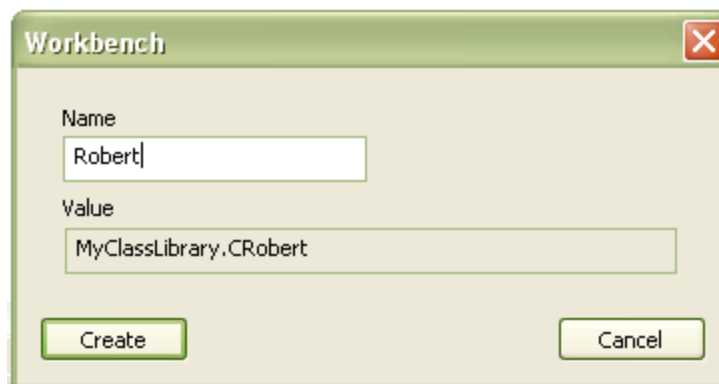 Workbench
Name
Robert
Value
MyClassLibrary.CRobert
Create
Cancel